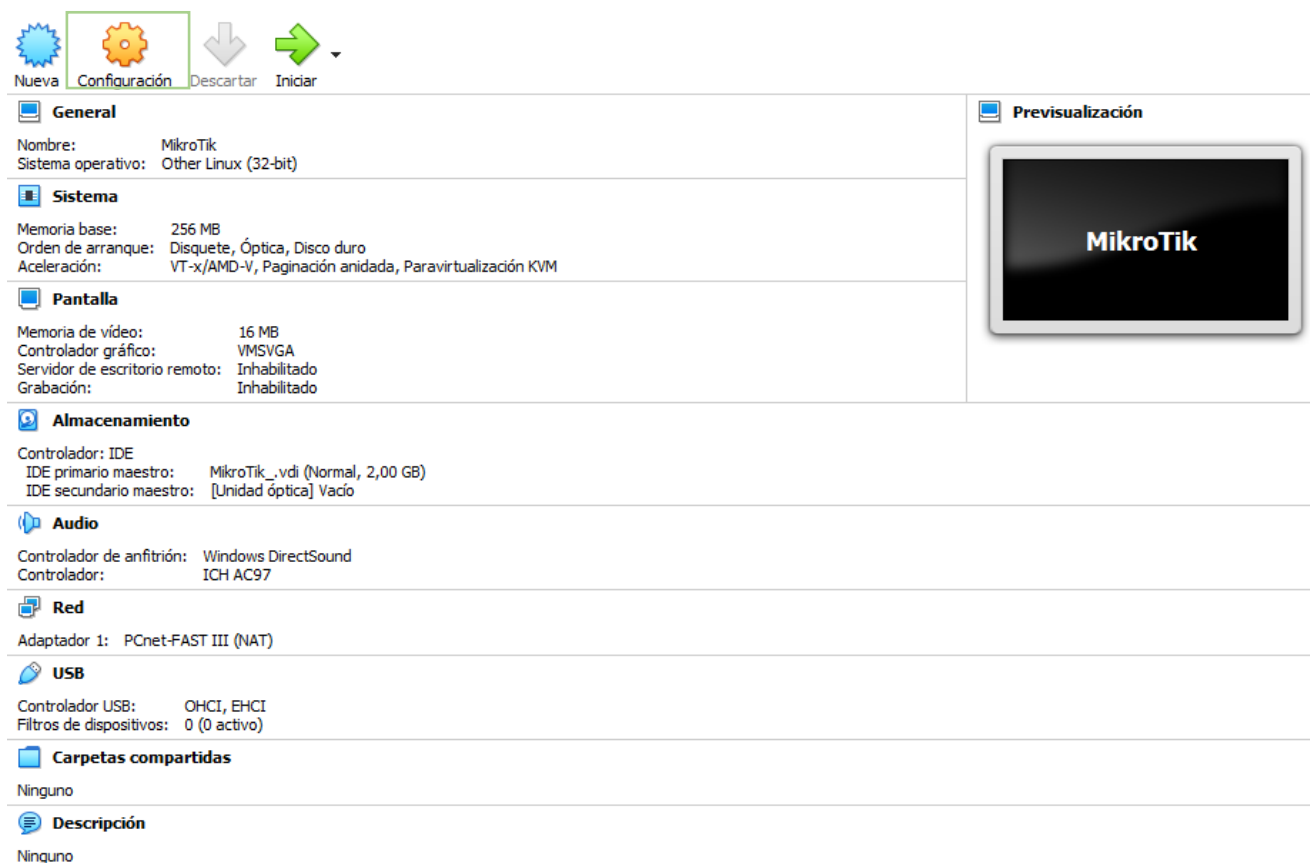 Nueva Configuración Descartar Iniciar
General
Nombre: MikroTik
Sistema operativo: Other Linux (32-bit)
Sistema
Memoria base: 256 MB
Orden de arranque: Disquete, Óptica, Disco duro
Aceleración: VT-x/AMD-V, Paginación anidada, Paravirtualización KVM
Pantalla
Memoria de vídeo: 16 MB
Controlador gráfico: VMSVGA
Servidor de escritorio remoto: Inhabilitado
Grabación: Inhabilitado
Previsualización
MikroTik
Almacenamiento
Controlador: IDE
IDE primario maestro: MikroTik_.vdi (Normal, 2,00 GB)
IDE secundario maestro: [Unidad óptica] Vacío
Audio
Controlador de anfitrión: Windows DirectSound
Controlador: ICH AC97
Red
Adaptador 1: PCnet-FAST III (NAT)
USB
Controlador USB: OHCI, EHCI
Filtros de dispositivos: 0 (0 activo)
Carpetas compartidas
Ninguno
Descripción
Ninguno